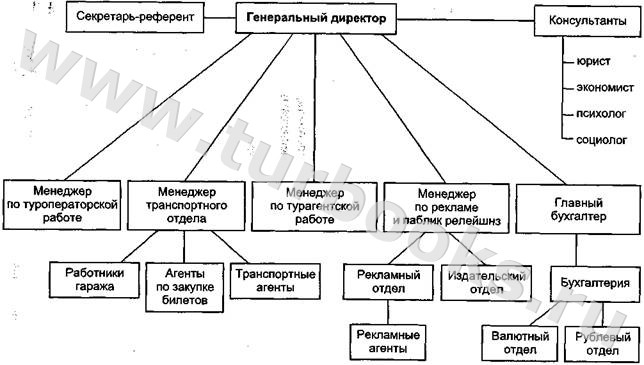 Секретарь-референт
Генеральный директор
Консультанты
юрист
экономист
психолог
социолог
Менеджер
по туроператорской
работе
Менеджер
транспортного
отдела
Менеджер
по турагентской
работе
Менеджер
по рекламе
и паблик релейшнз
Главный
бухгалтер
Работники
гаража
Агенты
по закупке
билетов
Транспортные
агенты
Рекламный
отдел
Издательский
отдел
Бухгалтерия
Рекламные
агенты
Валютный
отдел
Рублевый
отдел
www.turbooks.ru